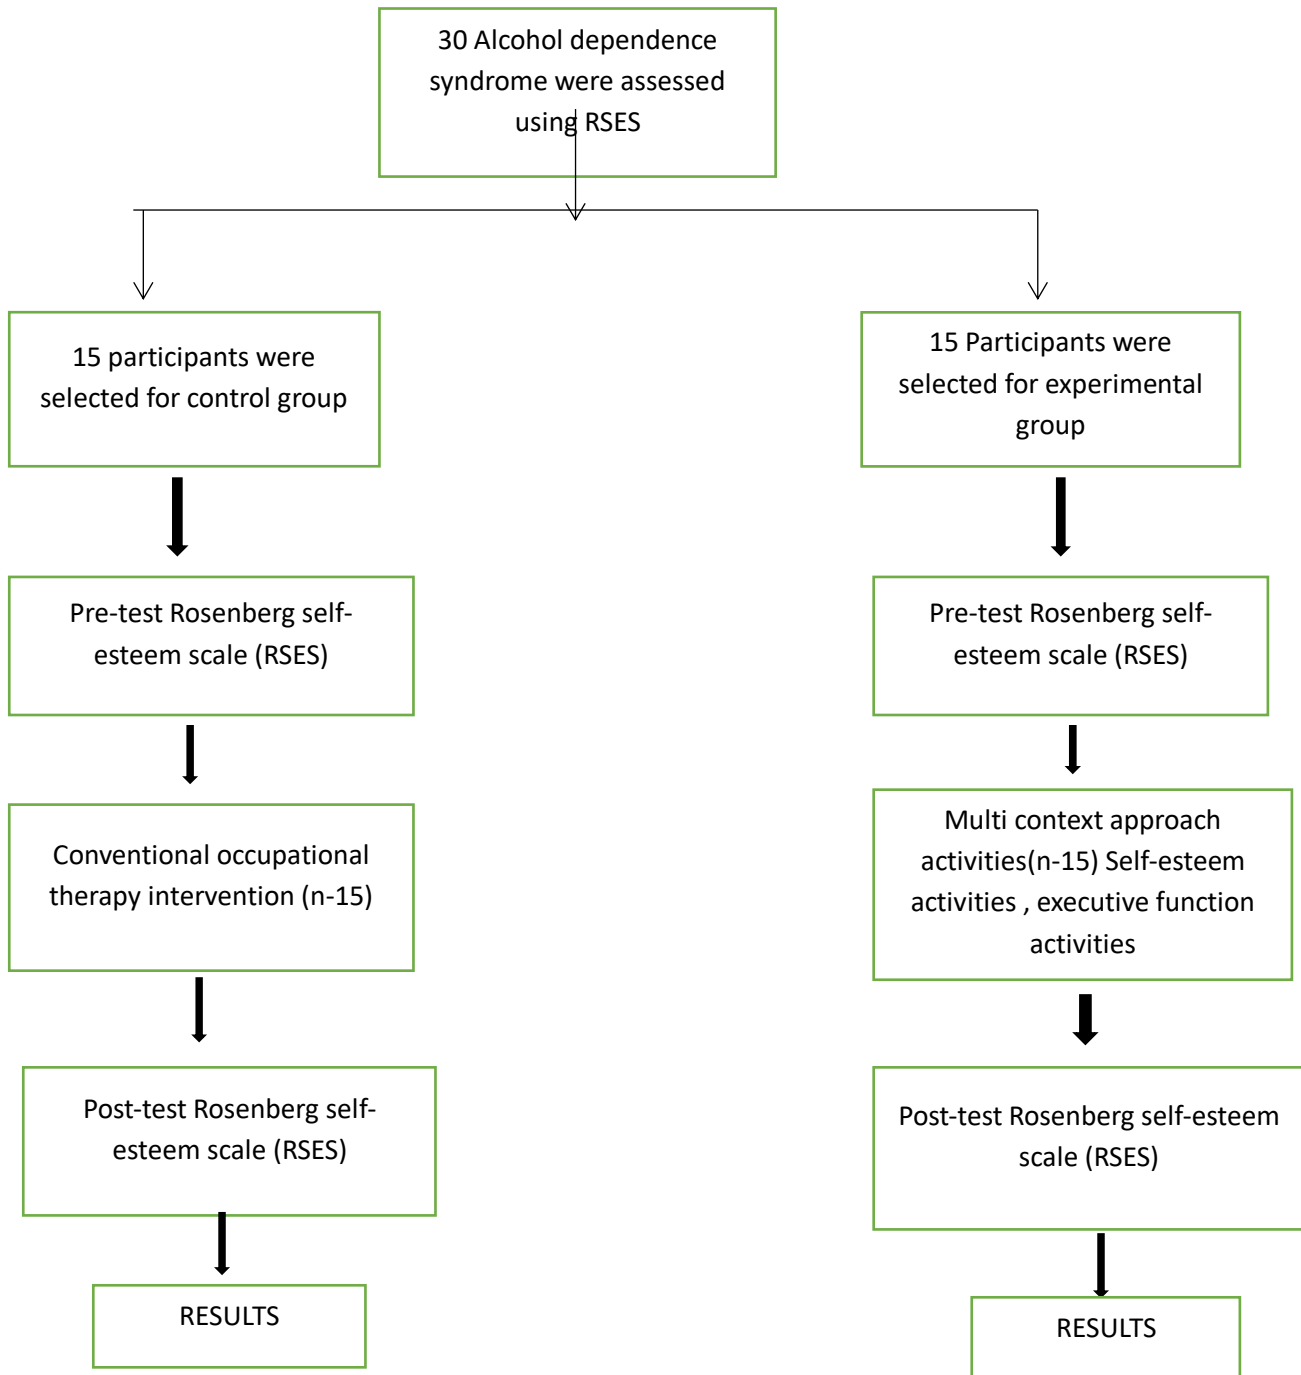 30 Alcohol dependence
syndrome were assessed
using RSES
15 participants were
selected for control group
15 Participants were
selected for experimental
group
Pre-test Rosenberg self-
esteem scale (RSES)
Pre-test Rosenberg self-
esteem scale (RSES)
Conventional occupational
therapy intervention (n-15)
Multi context approach
activities(n-15) Self-esteem
activities , executive function
activities
Post-test Rosenberg self-
esteem scale (RSES)
Post-test Rosenberg self-esteem
scale (RSES)
RESULTS
RESULTS